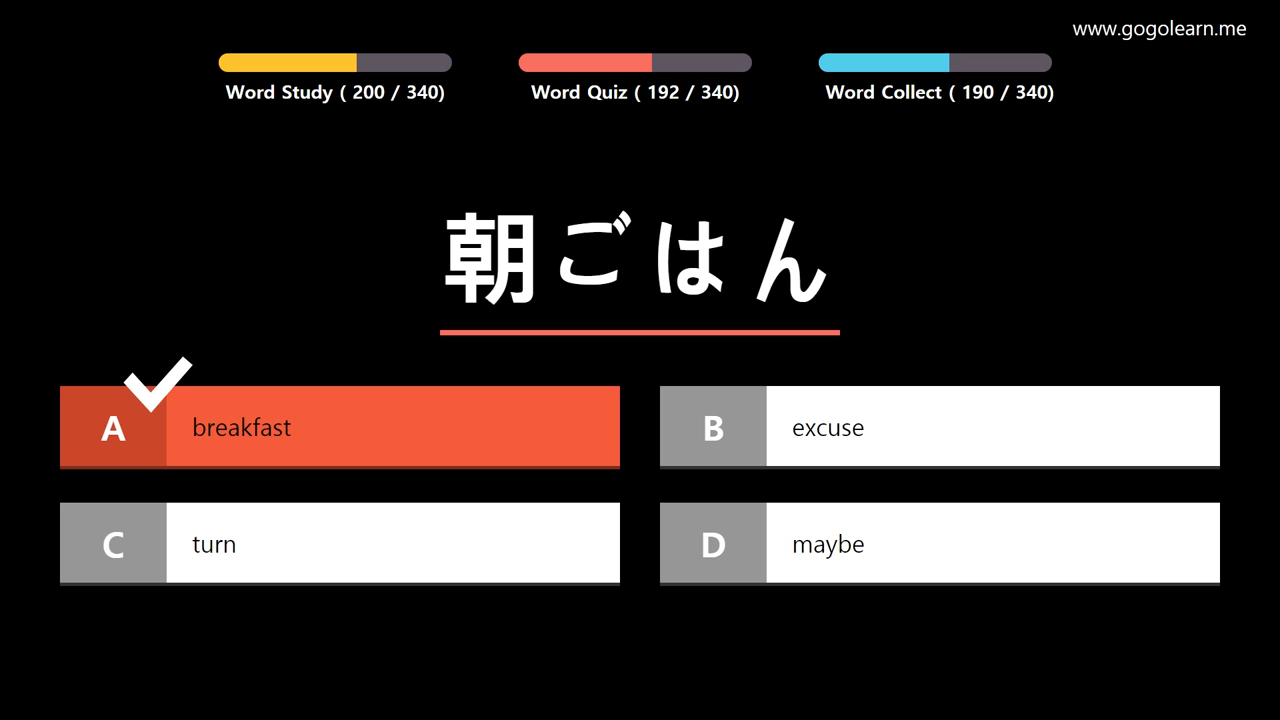 www.gogolearn.me
Word Study ( 200 / 340)
Word Quiz ( 192 / 340)
Word Collect ( 190 / 340)
朝ごはん
A breakfast
B excuse
C turn
D maybe